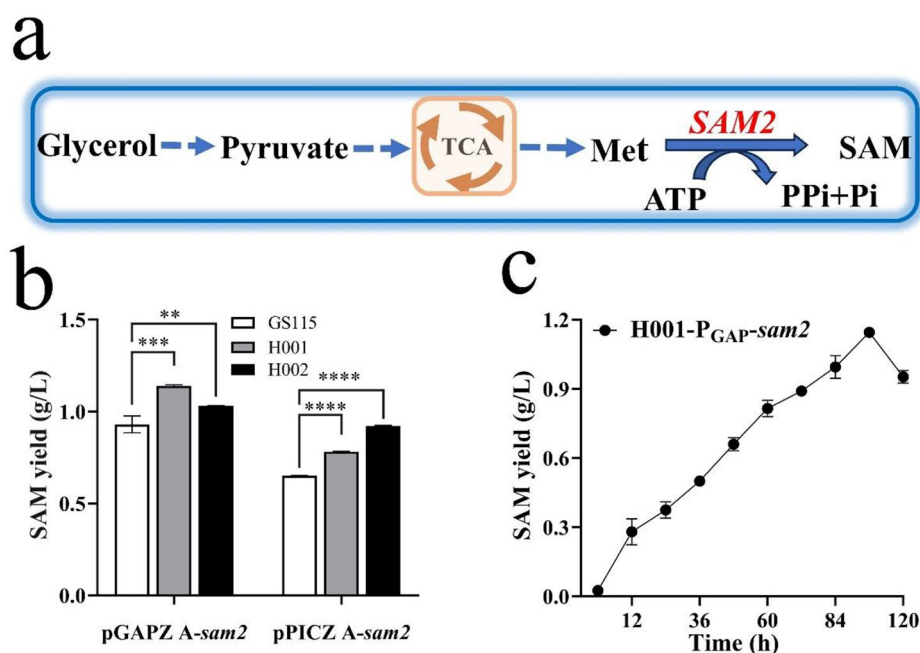 a
Glycerol Pyruvate TCA Met SAM2 SAM
ATP PPi+Pi
b
SAM yield (g/L)
1.5
1.0
0.5
0.0
GS115
H001
H002
**
***
****
****
pGAPZ A-sam2 pPICZ A-sam2
c
SAM yield (g/L)
1.2
0.9
0.6
0.3
0.0
H001-PGAP-sam2
12 36 60 84 120
Time (h)